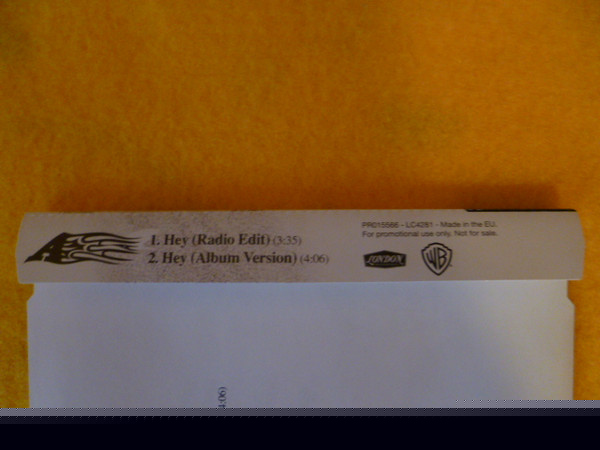 1. Hey (Radio Edit) (3:35)
2. Hey (Album Version) (4:06)
PR015586 - LC4281 - Made in the EU.
For promotional use only. Not for sale.
LONDON
WB
4:06)